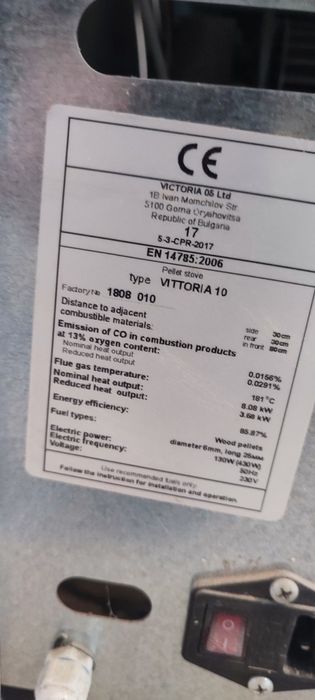 CE
VICTORIA 05 Ltd
1B Ivan Momchilov Str.
5100 Gorna Oryahovitsa
Republic of Bulgaria
17
5-3-CPR-2017
EN 14785:2006
Pellet stove
type VITTORIA 10
Factory № 1808 010
Distance to adjacent
combustible materials: side 30cm
rear 30cm
in front 80cm
Emission of CO in combustion products
at 13% oxygen content:
Nominal heat output 0.0156%
Reduced heat output 0.0291%
Flue gas temperature: 181 °C
Nominal heat output: 8.08 kW
Reduced heat output: 3.68 kW
Energy efficiency: 85.87%
Fuel types: Wood pellets
diameter 6mm, long 26мм
Electric power: 130W (430W)
Electric frequency: 50Hz
Voltage: 230V
Use recommended fuels only.
Follow the instruction for installation and operation